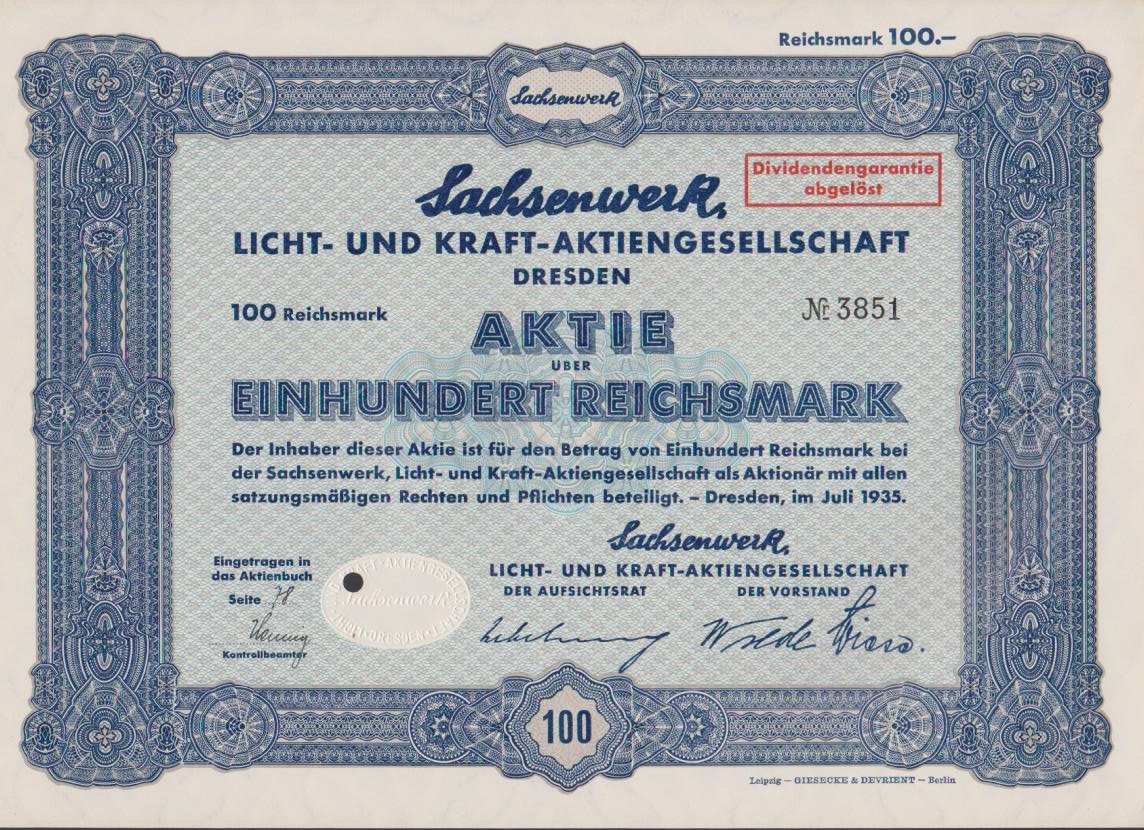 Reichsmark 100.—
Sachsenwerk
Dividendengarantie
abgelöst
Sachsenwerk,
LICHT- UND KRAFT-AKTIENGESELLSCHAFT
DRESDEN
100 Reichsmark
№ 3851
AKTIE
ÜBER
EINHUNDERT REICHSMARK
Der Inhaber dieser Aktie ist für den Betrag von Einhundert Reichsmark bei
der Sachsenwerk, Licht- und Kraft-Aktiengesellschaft als Aktionär mit allen
satzungsmäßigen Rechten und Pflichten beteiligt. – Dresden, im Juli 1935.
Sachsenwerk,
LICHT- UND KRAFT-AKTIENGESELLSCHAFT
DER AUFSICHTSRAT DER VORSTAND
Eingetragen in
das Aktienbuch
Seite 78
Kontrollbeamter
Sachsenwerk
100
Leipzig — GIESECKE & DEVRIENT — Berlin